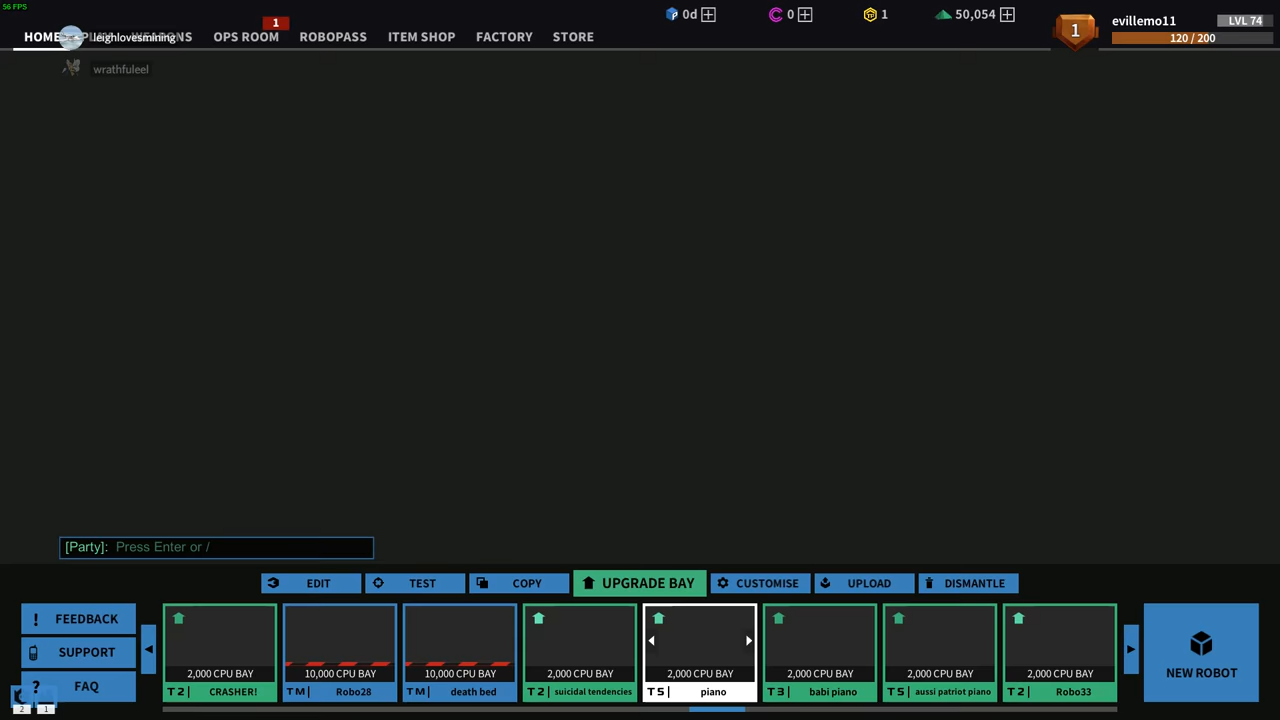 56 FPS
0d
0
1
50,054
1
evillemo11
LVL 74
120 / 200
1
HOME
leighlovesmining
OPS ROOM
ROBOPASS
ITEM SHOP
FACTORY
STORE
wrathfuleel
[Party]: Press Enter or /
EDIT
TEST
COPY
UPGRADE BAY
CUSTOMISE
UPLOAD
DISMANTLE
! FEEDBACK
SUPPORT
? FAQ
2
1
2,000 CPU BAY
T2 | CRASHER!
10,000 CPU BAY
TM | Robo28
10,000 CPU BAY
TM | death bed
2,000 CPU BAY
T2 | suicidal tendencies
2,000 CPU BAY
T5 | piano
2,000 CPU BAY
T3 | babi piano
2,000 CPU BAY
T5 | aussi patriot piano
2,000 CPU BAY
T2 | Robo33
NEW ROBOT